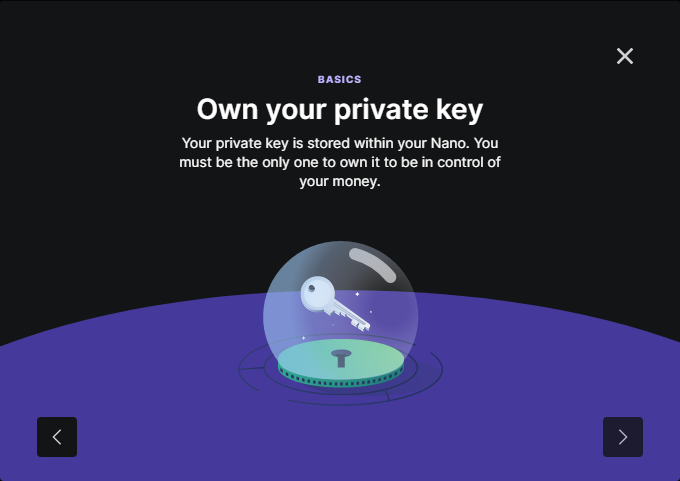 BASICS
Own your private key
Your private key is stored within your Nano. You
must be the only one to own it to be in control of
your money.